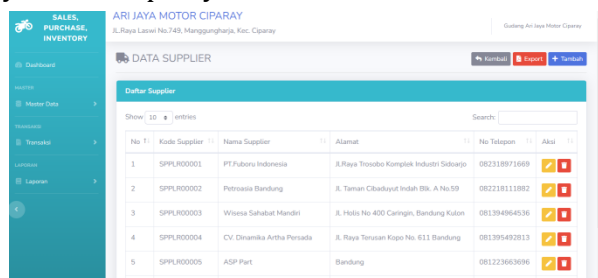 SALES,
PURCHASE,
INVENTORY
ARI JAYA MOTOR CIPARAY
JL.Raya Laswi No.749, Manggungharja, Kec. Ciparay
Gudang Ari Jaya Motor Ciparay
Dashboard
DATA SUPPLIER
Kembali Export + Tambah
MASTER
Master Data
Daftar Supplier
TRANSAKSI
Transaksi
Show 10 entries Search:
LAPORAN
Laporan
No Kode Supplier Nama Supplier Alamat No Telepon Aksi
1 SPPLR00001 PT.Fuboru Indonesia Jl.Raya Trosobo Komplek Industri Sidoarjo 082318971669
2 SPPLR00002 Petroasia Bandung JL. Taman Cibaduyut Indah Blk. A No.59 082218111882
3 SPPLR00003 Wisesa Sahabat Mandiri JL. Holis No 400 Caringin, Bandung Kulon 081394964536
4 SPPLR00004 CV. Dinamika Artha Persada JL. Raya Terusan Kopo No. 611 Bandung 081395492813
5 SPPLR00005 ASP Part Bandung 081223663696